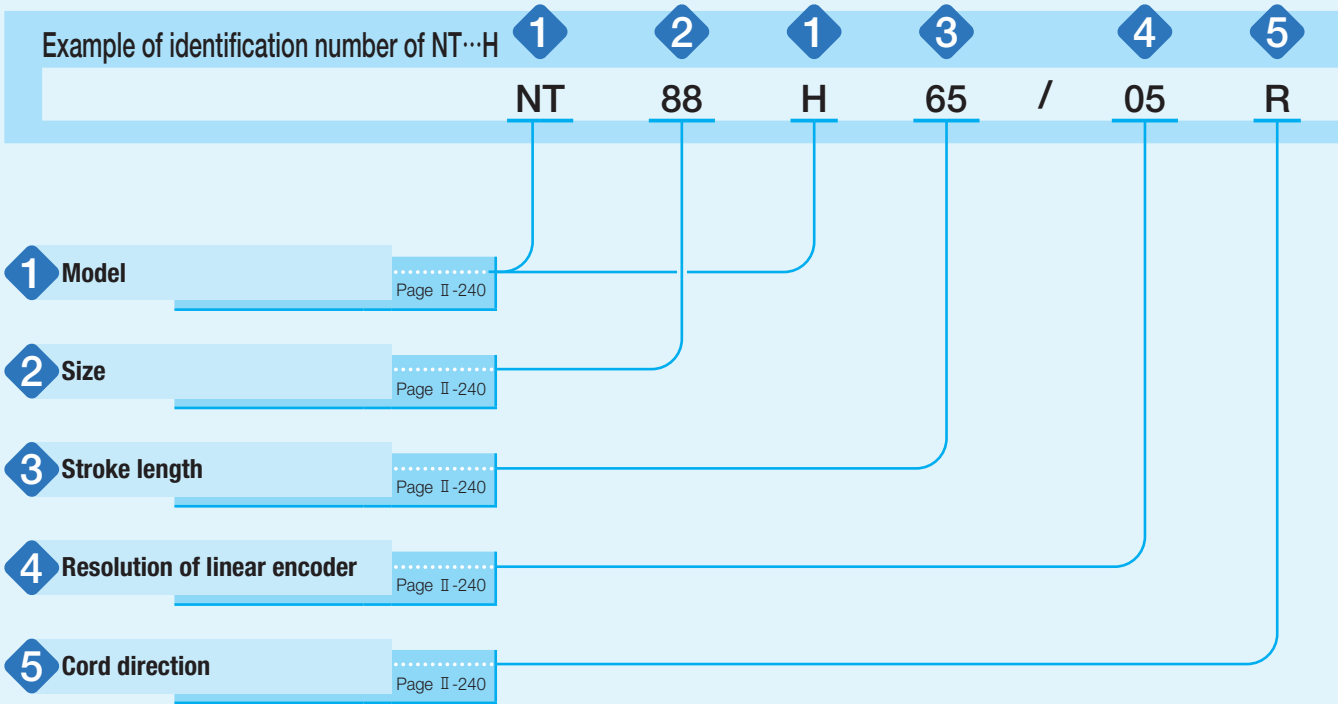 Example of identification number of NT⋯H 1 2 1 3 4 5
NT 88 H 65 / 05 R
1 Model
Page Ⅱ-240
2 Size
Page Ⅱ-240
3 Stroke length
Page Ⅱ-240
4 Resolution of linear encoder
Page Ⅱ-240
5 Cord direction
Page Ⅱ-240